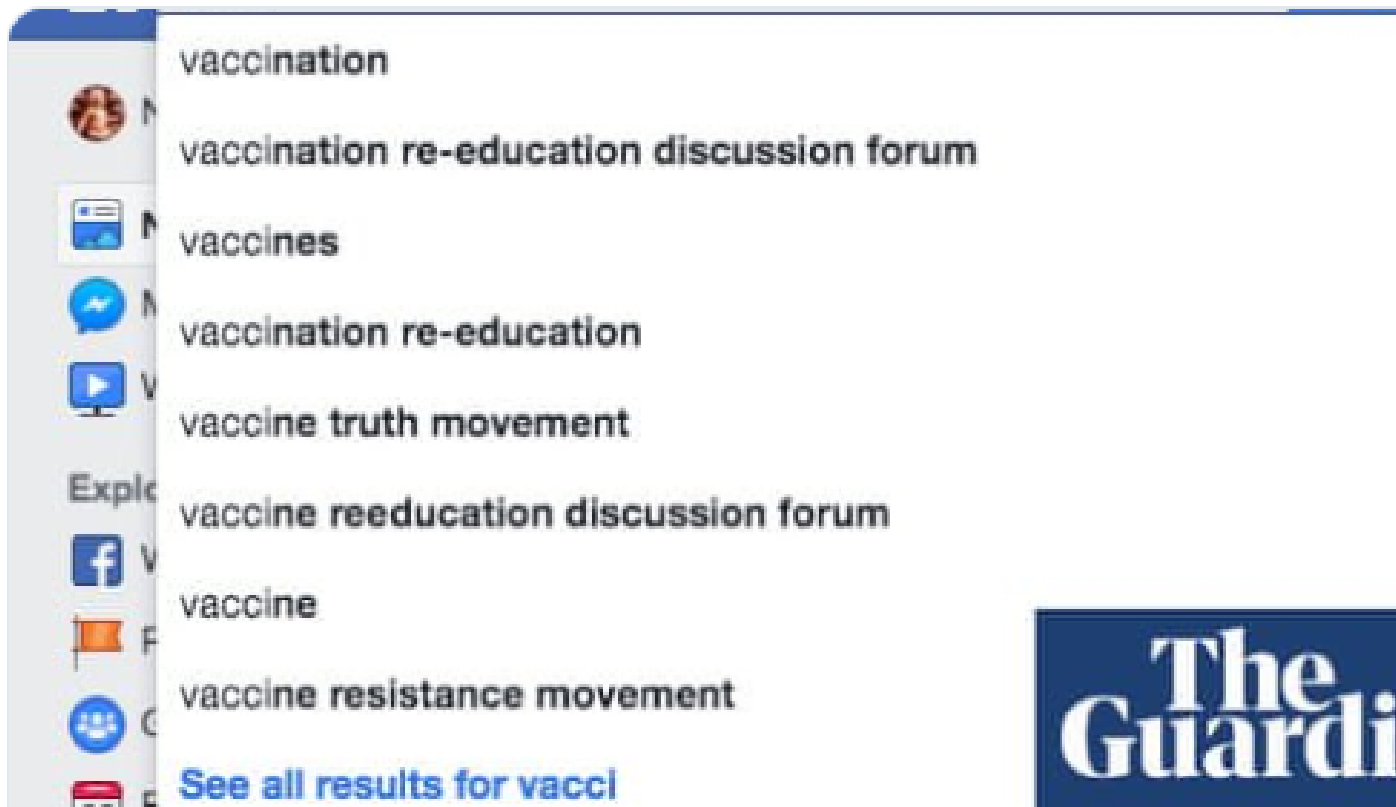 vaccination
vaccination re-education discussion forum
vaccines
vaccination re-education
vaccine truth movement
Explo
vaccine reeducation discussion forum
vaccine
vaccine resistance movement
See all results for vacci
The
Guardi